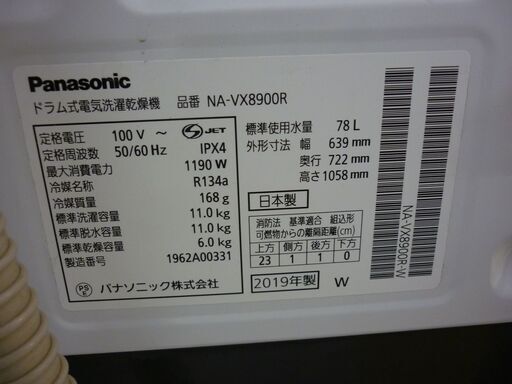 Panasonic
ドラム式電気洗濯乾燥機 品番 NA-VX8900R
定格電圧 100 V ~ JET
定格周波数 50/60 Hz IPX4
最大消費電力 1190 W
冷媒名称 R134a
冷媒質量 168 g
標準洗濯容量 11.0 kg
標準脱水容量 11.0 kg
標準乾燥容量 6.0 kg
製造番号 1962A00331
PS E パナソニック株式会社
標準使用水量 78 L
外形寸法 幅 639 mm
奥行 722 mm
高さ 1058 mm
日本製
消防法 基準適合 組込形
可燃物からの離隔距離(cm)
上方 側方 後方 下方
23 1 1 0
2019年製 W
NA-VX8900R-W